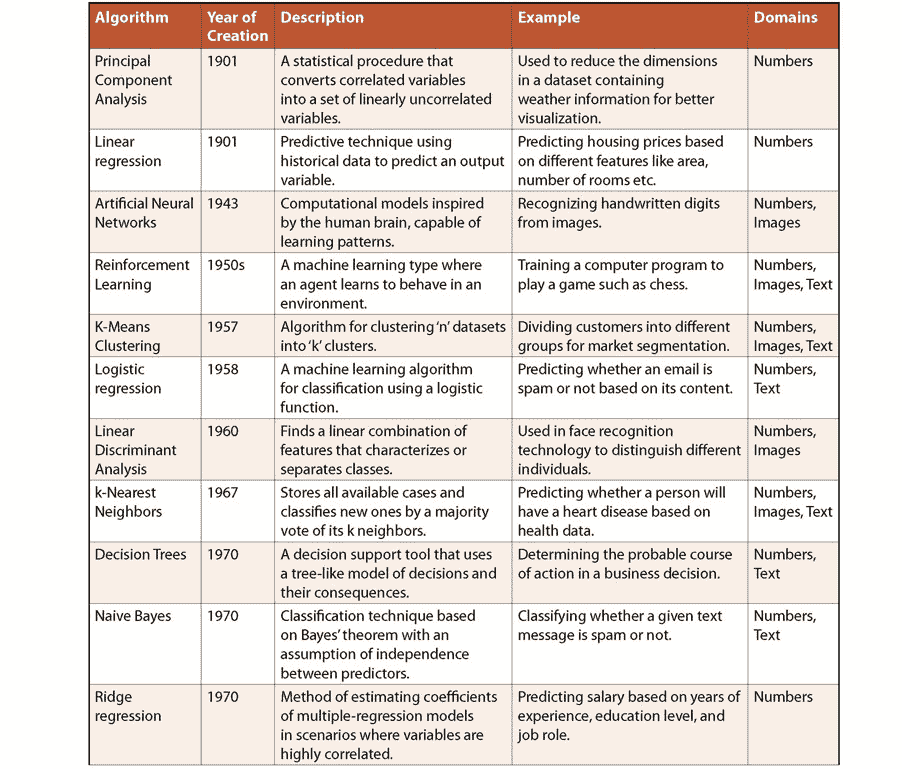 Algorithm Year of Creation Description Example Domains
Principal Component Analysis 1901 A statistical procedure that converts correlated variables into a set of linearly uncorrelated variables. Used to reduce the dimensions in a dataset containing weather information for better visualization. Numbers
Linear regression 1901 Predictive technique using historical data to predict an output variable. Predicting housing prices based on different features like area, number of rooms etc. Numbers
Artificial Neural Networks 1943 Computational models inspired by the human brain, capable of learning patterns. Recognizing handwritten digits from images. Numbers, Images
Reinforcement Learning 1950s A machine learning type where an agent learns to behave in an environment. Training a computer program to play a game such as chess. Numbers, Images, Text
K-Means Clustering 1957 Algorithm for clustering ‘n’ datasets into ‘k’ clusters. Dividing customers into different groups for market segmentation. Numbers, Images, Text
Logistic regression 1958 A machine learning algorithm for classification using a logistic function. Predicting whether an email is spam or not based on its content. Numbers, Text
Linear Discriminant Analysis 1960 Finds a linear combination of features that characterizes or separates classes. Used in face recognition technology to distinguish different individuals. Numbers, Images
k-Nearest Neighbors 1967 Stores all available cases and classifies new ones by a majority vote of its k neighbors. Predicting whether a person will have a heart disease based on health data. Numbers, Images, Text
Decision Trees 1970 A decision support tool that uses a tree-like model of decisions and their consequences. Determining the probable course of action in a business decision. Numbers, Text
Naive Bayes 1970 Classification technique based on Bayes’ theorem with an assumption of independence between predictors. Classifying whether a given text message is spam or not. Numbers, Text
Ridge regression 1970 Method of estimating coefficients of multiple-regression models in scenarios where variables are highly correlated. Predicting salary based on years of experience, education level, and job role. Numbers